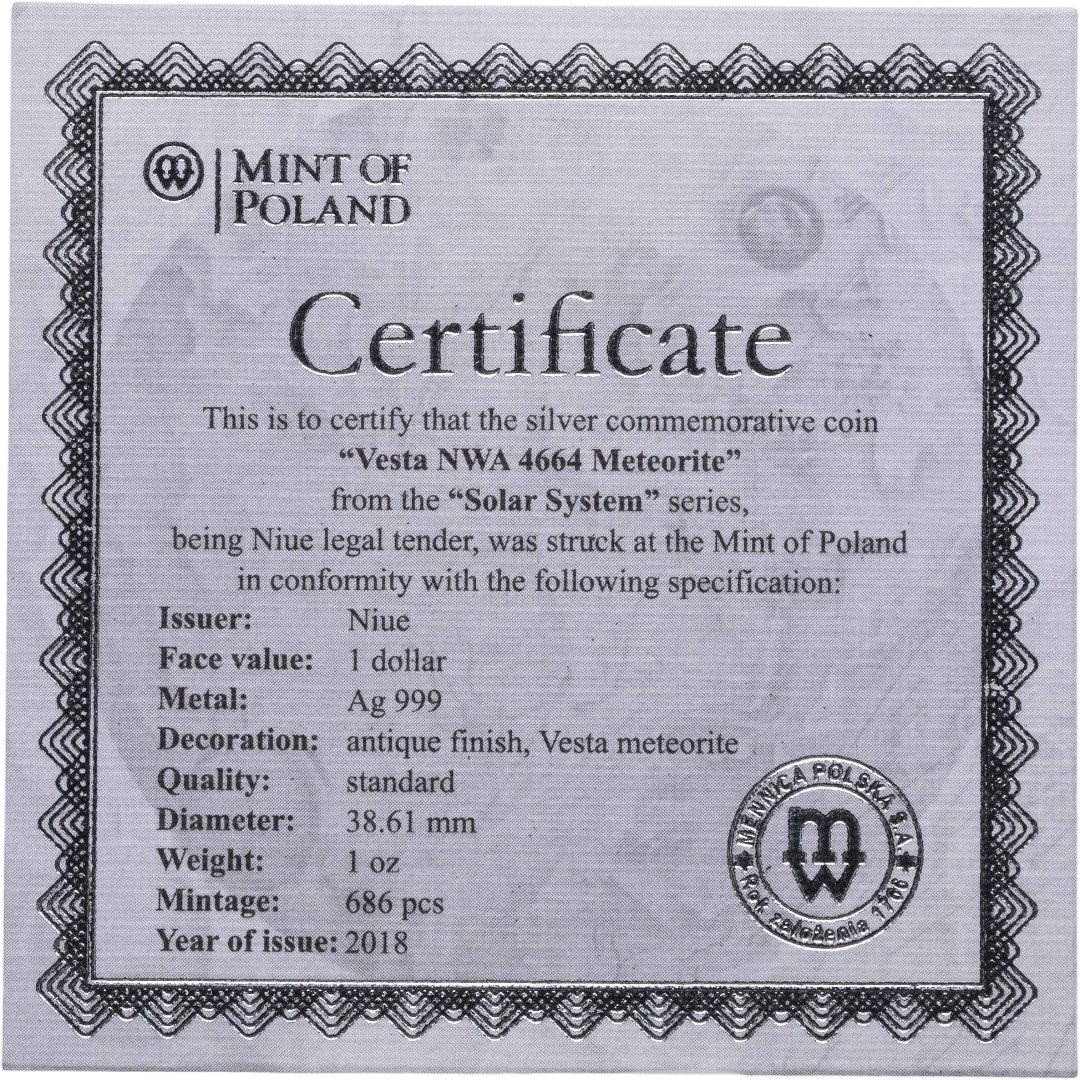 MINT OF
POLAND
Certificate
This is to certify that the silver commemorative coin
“Vesta NWA 4664 Meteorite”
from the “Solar System” series,
being Niue legal tender, was struck at the Mint of Poland
in conformity with the following specification:
Issuer: Niue
Face value: 1 dollar
Metal: Ag 999
Decoration: antique finish, Vesta meteorite
Quality: standard
Diameter: 38.61 mm
Weight: 1 oz
Mintage: 686 pcs
Year of issue: 2018
MENNICA POLSKA S.A.
mw
Rok założenia 1766